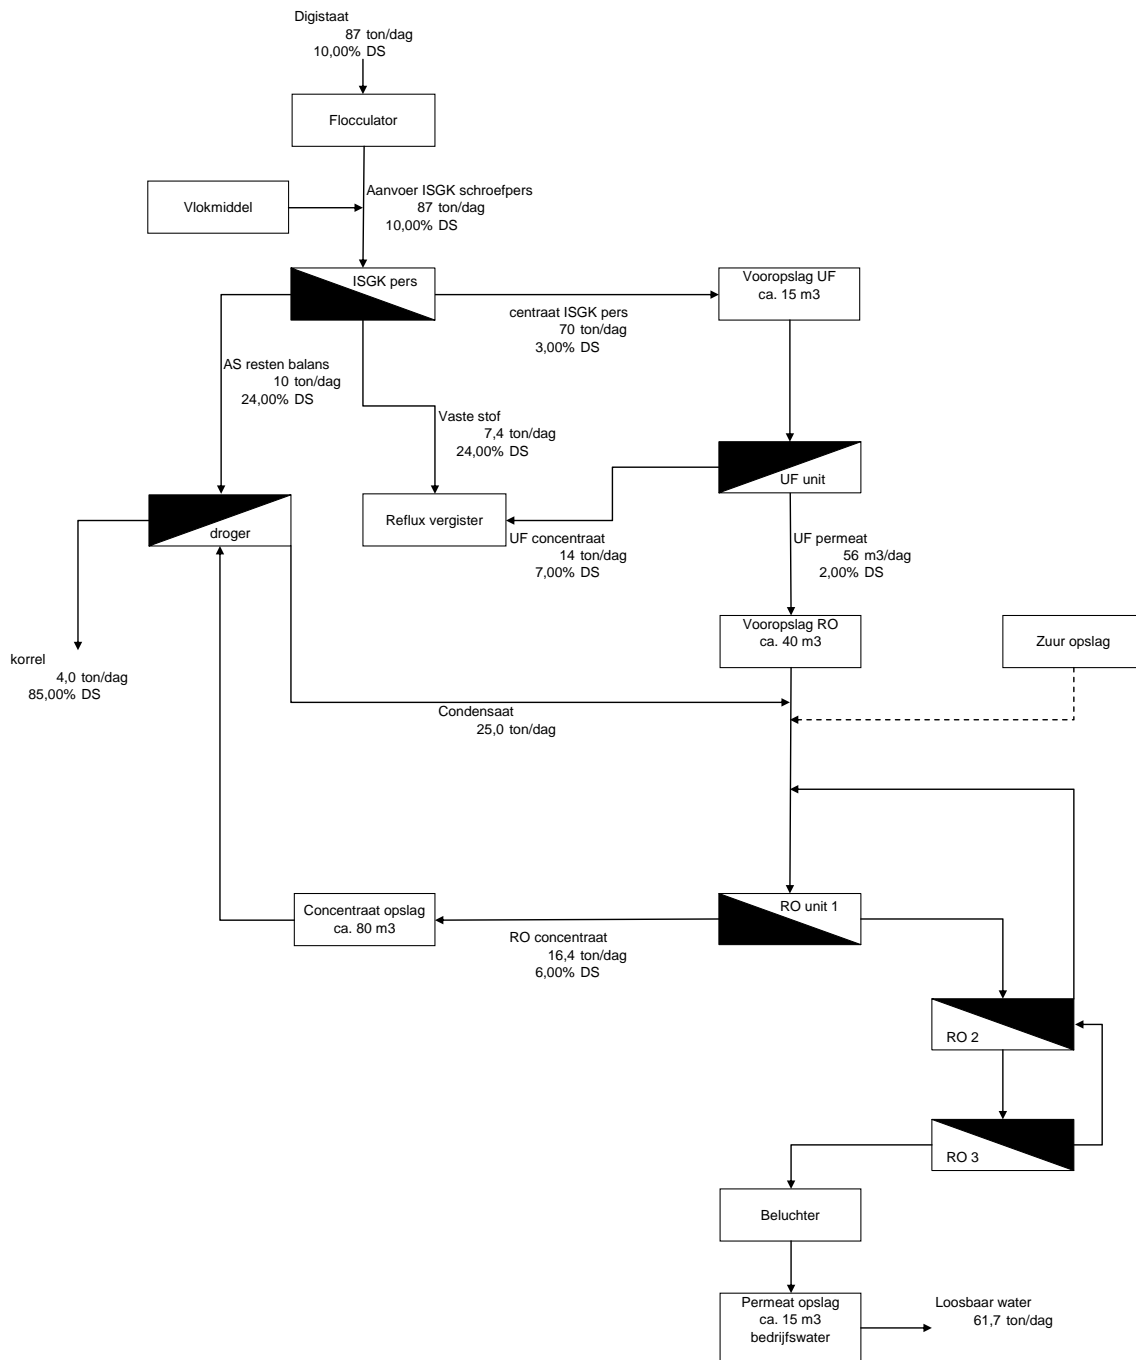 Digistaat
87 ton/dag
10,00% DS
Flocculator
Vlokmiddel
Aanvoer ISGK schroefpers
87 ton/dag
10,00% DS
ISGK pers
Vooropslag UF
ca. 15 m3
centraat ISGK pers
70 ton/dag
3,00% DS
AS resten balans
10 ton/dag
24,00% DS
Vaste stof
7,4 ton/dag
24,00% DS
UF unit
droger
Reflux vergister
UF concentraat
14 ton/dag
7,00% DS
UF permeat
56 m3/dag
2,00% DS
Vooropslag RO
ca. 40 m3
Zuur opslag
korrel
4,0 ton/dag
85,00% DS
Condensaat
25,0 ton/dag
RO unit 1
Concentraat opslag
ca. 80 m3
RO concentraat
16,4 ton/dag
6,00% DS
RO 2
RO 3
Beluchter
Permeat opslag
ca. 15 m3
bedrijfswater
Loosbaar water
61,7 ton/dag